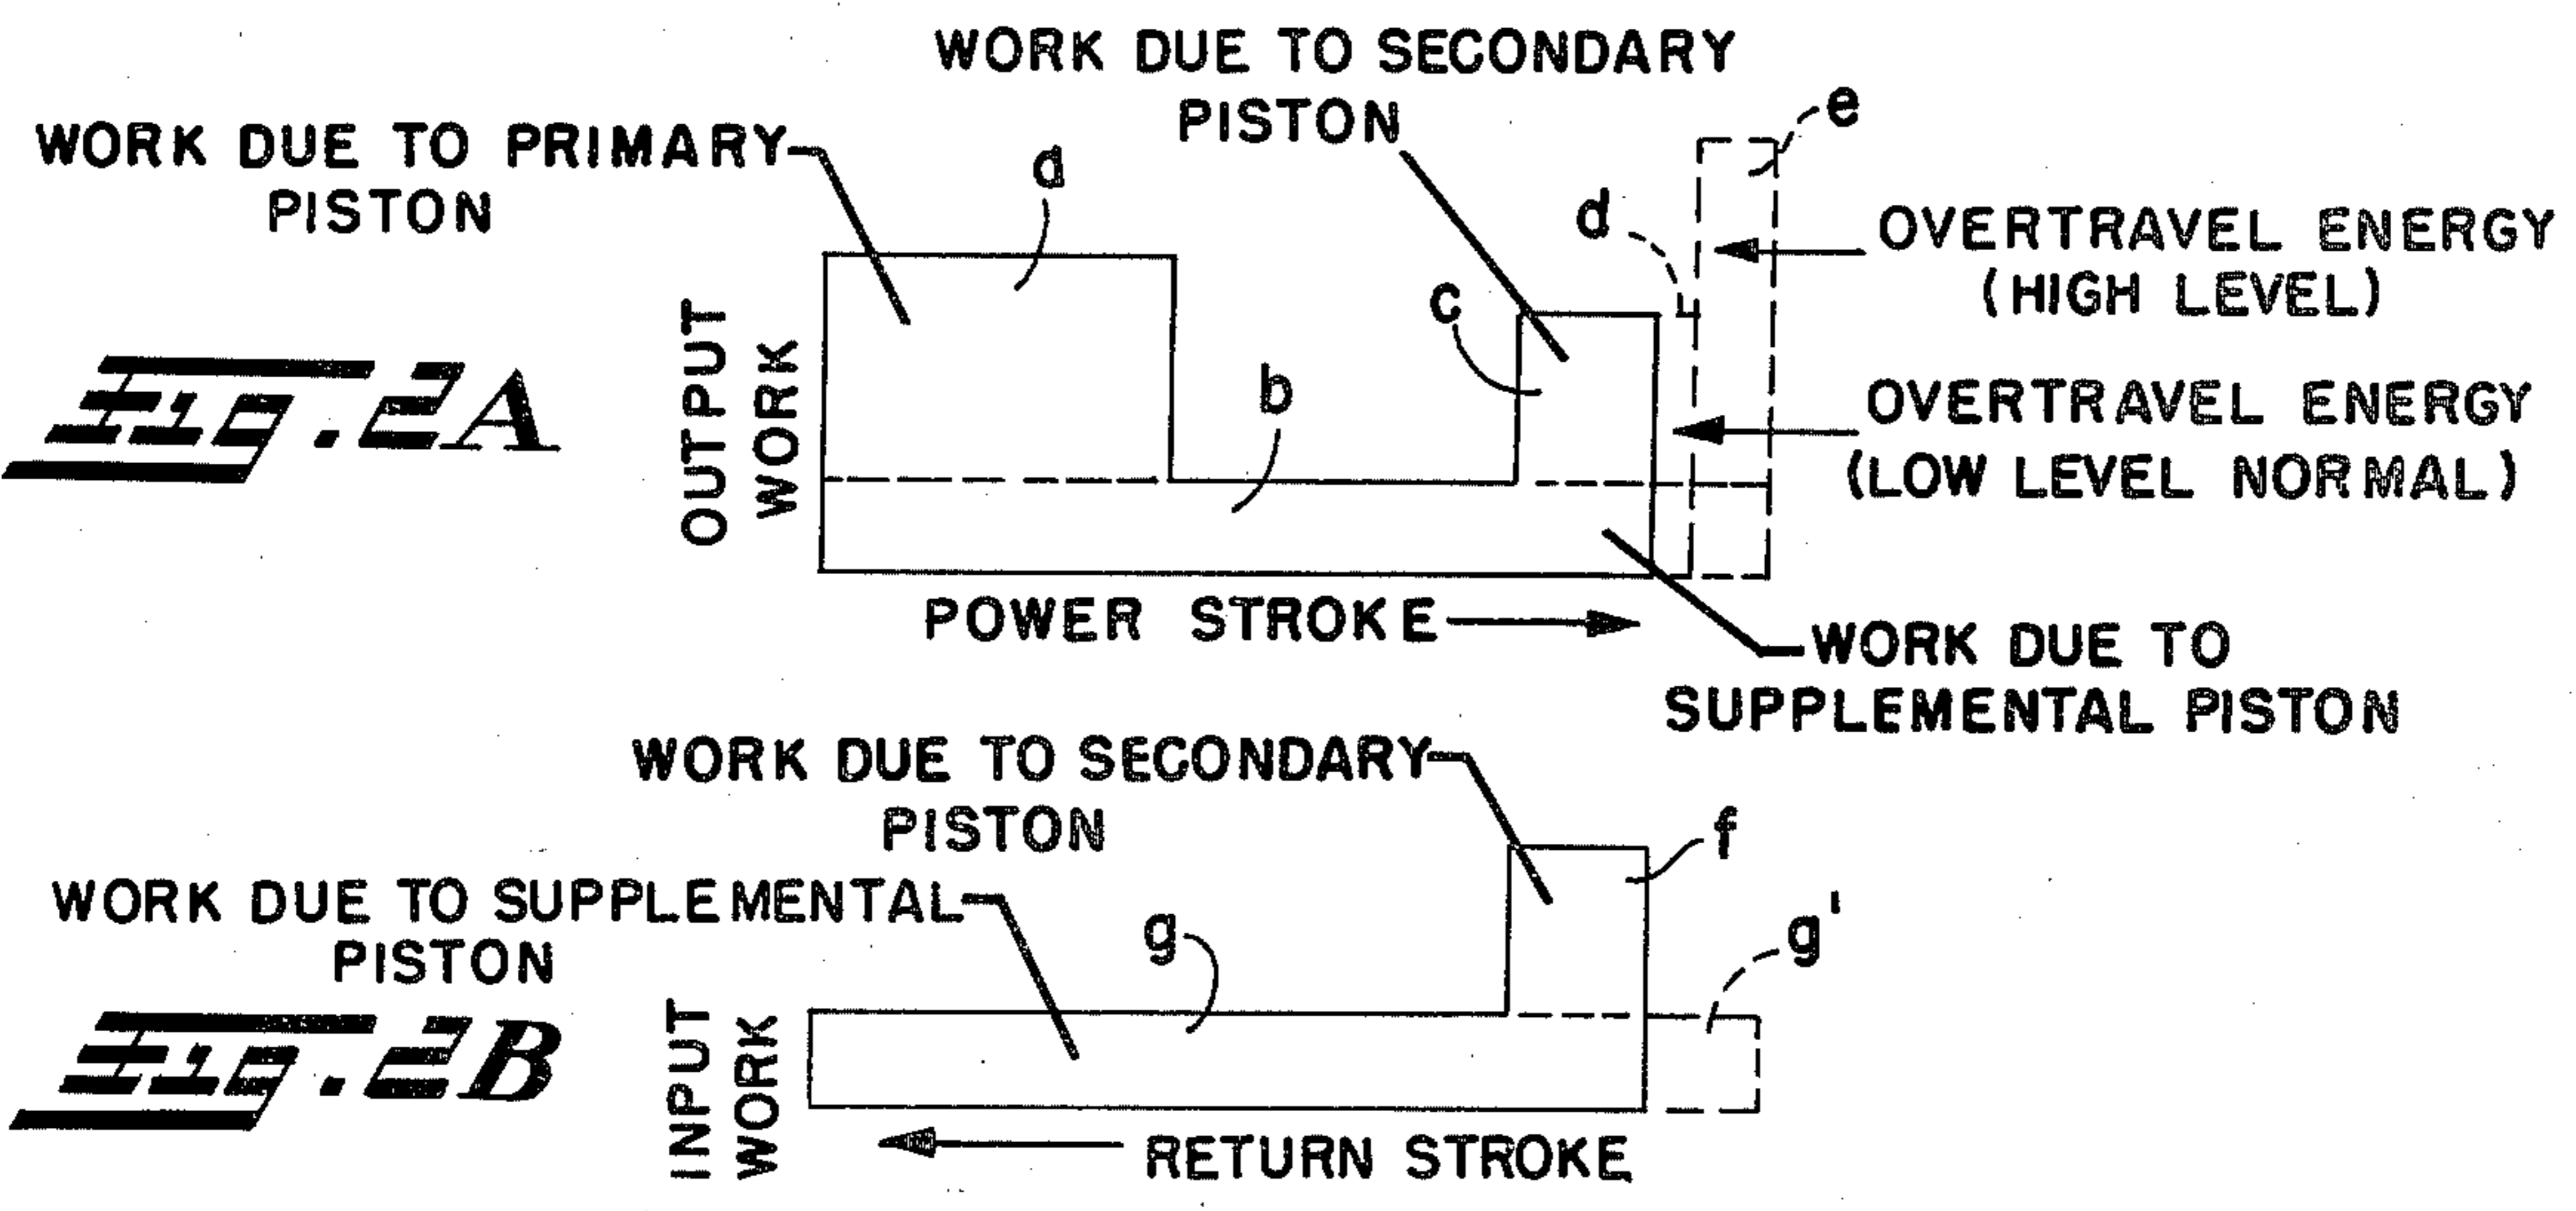 WORK DUE TO SECONDARY
PISTON
WORK DUE TO PRIMARY
PISTON
a
e
d
OVERTRAVEL ENERGY
(HIGH LEVEL)
c
b
OUTPUT
WORK
FIG. 2A
OVERTRAVEL ENERGY
(LOW LEVEL NORMAL)
POWER STROKE
WORK DUE TO
SUPPLEMENTAL PISTON
WORK DUE TO SECONDARY
PISTON
f
WORK DUE TO SUPPLEMENTAL
PISTON
g
g'
INPUT
WORK
FIG. 2B
RETURN STROKE